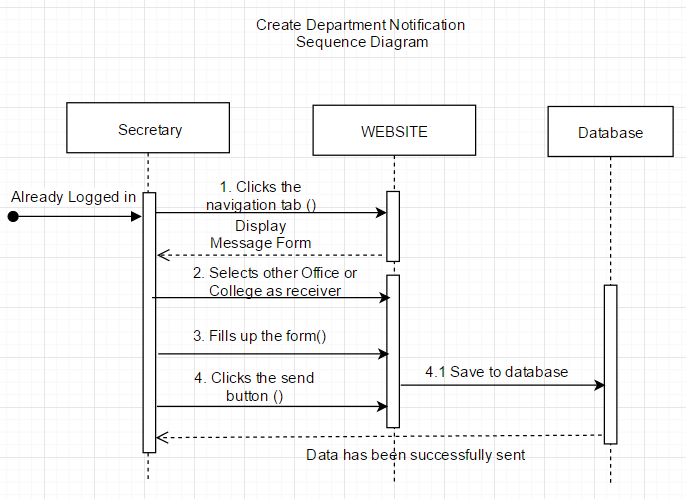 Create Department Notification
Sequence Diagram
Secretary
WEBSITE
Database
Already Logged in
1. Clicks the
navigation tab ()
Display
Message Form
2. Selects other Office or
College as receiver
3. Fills up the form()
4. Clicks the send
button ()
4.1 Save to database
Data has been successfully sent